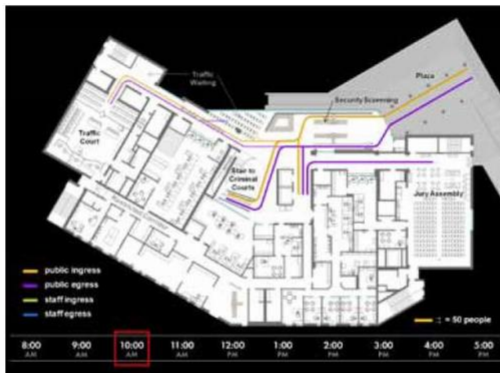 Traffic
Waiting
Plaza
Security Screening
Traffic
Court
Stair to
Criminal
Courts
Jury Assembly
public ingress
public egress
staff ingress
staff egress
= 50 people
8:00
AM
9:00
AM
10:00
AM
11:00
AM
12:00
PM
1:00
PM
2:00
PM
3:00
PM
4:00
PM
5:00
PM